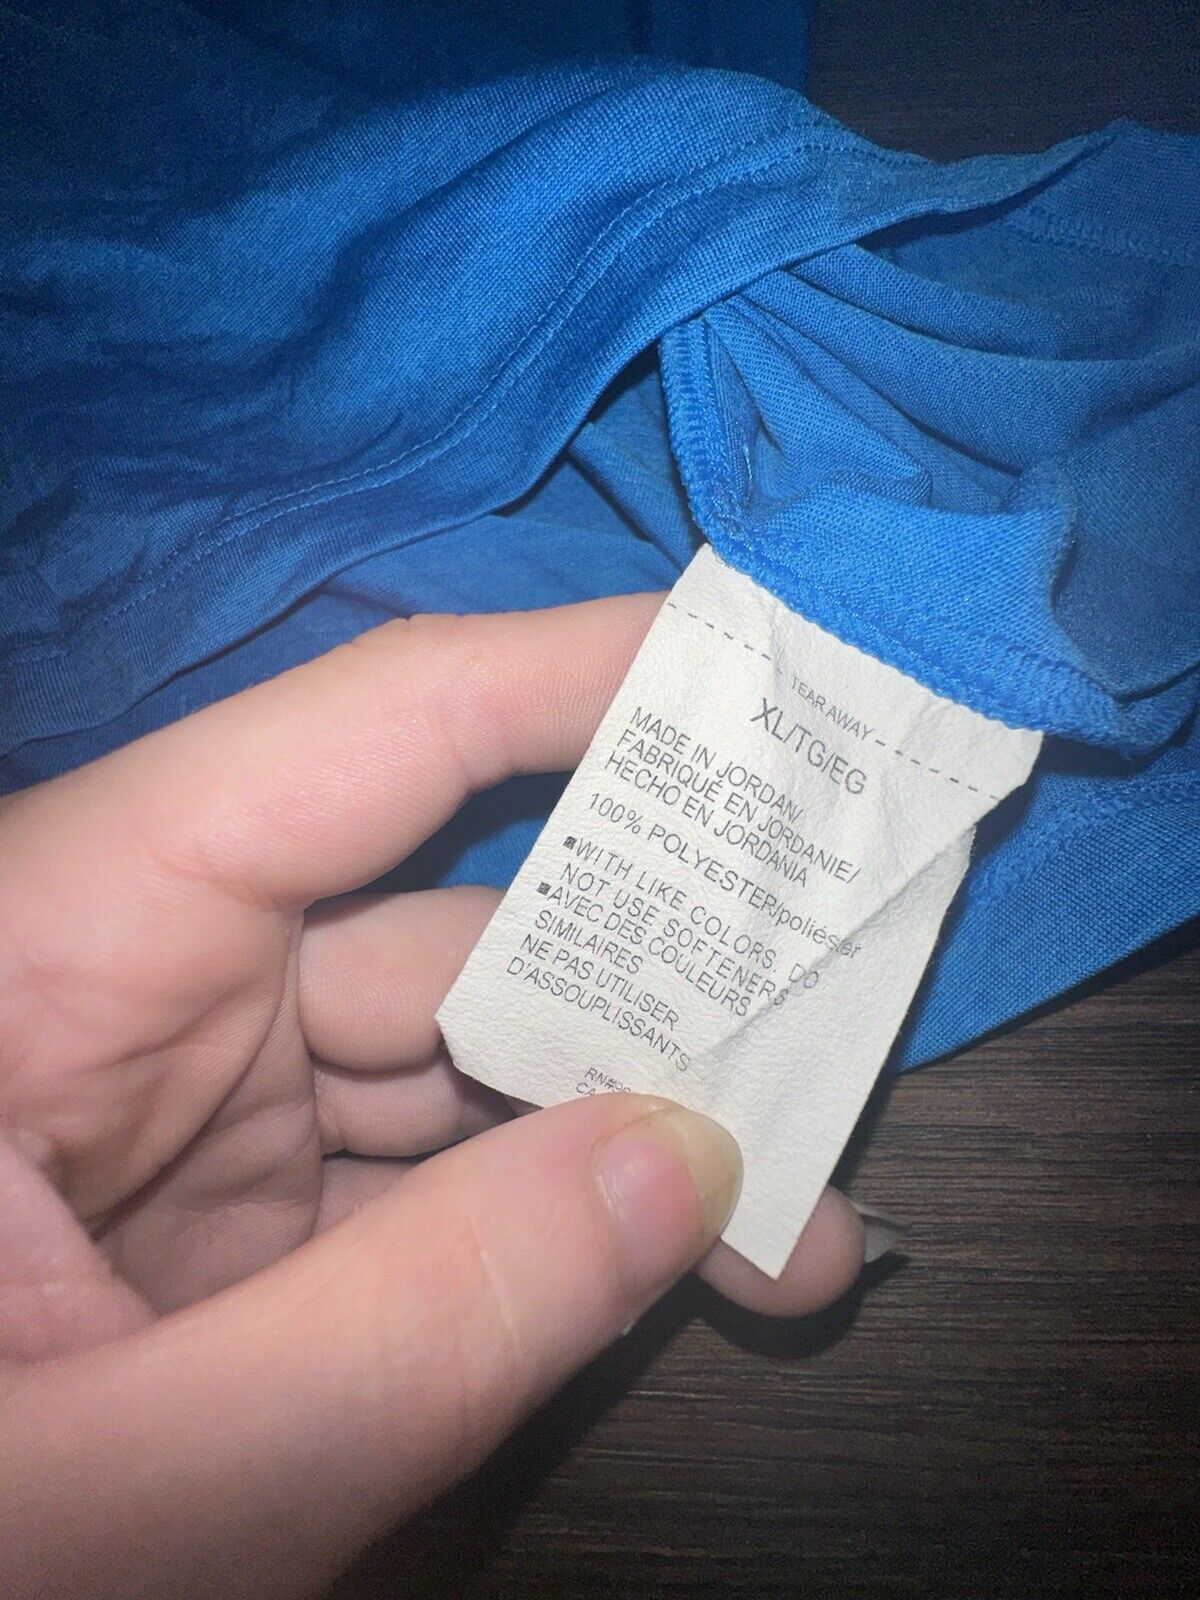 TEAR AWAY
XL/TG/EG
MADE IN JORDAN/
FABRIQUÉ EN JORDANIE/
HECHO EN JORDANIA
100% POLYESTER/poliéster
WITH LIKE COLORS. DO
NOT USE SOFTENERS
AVEC DES COULEURS
SIMILAIRES
NE PAS UTILISER
D'ASSOUPLISSANTS